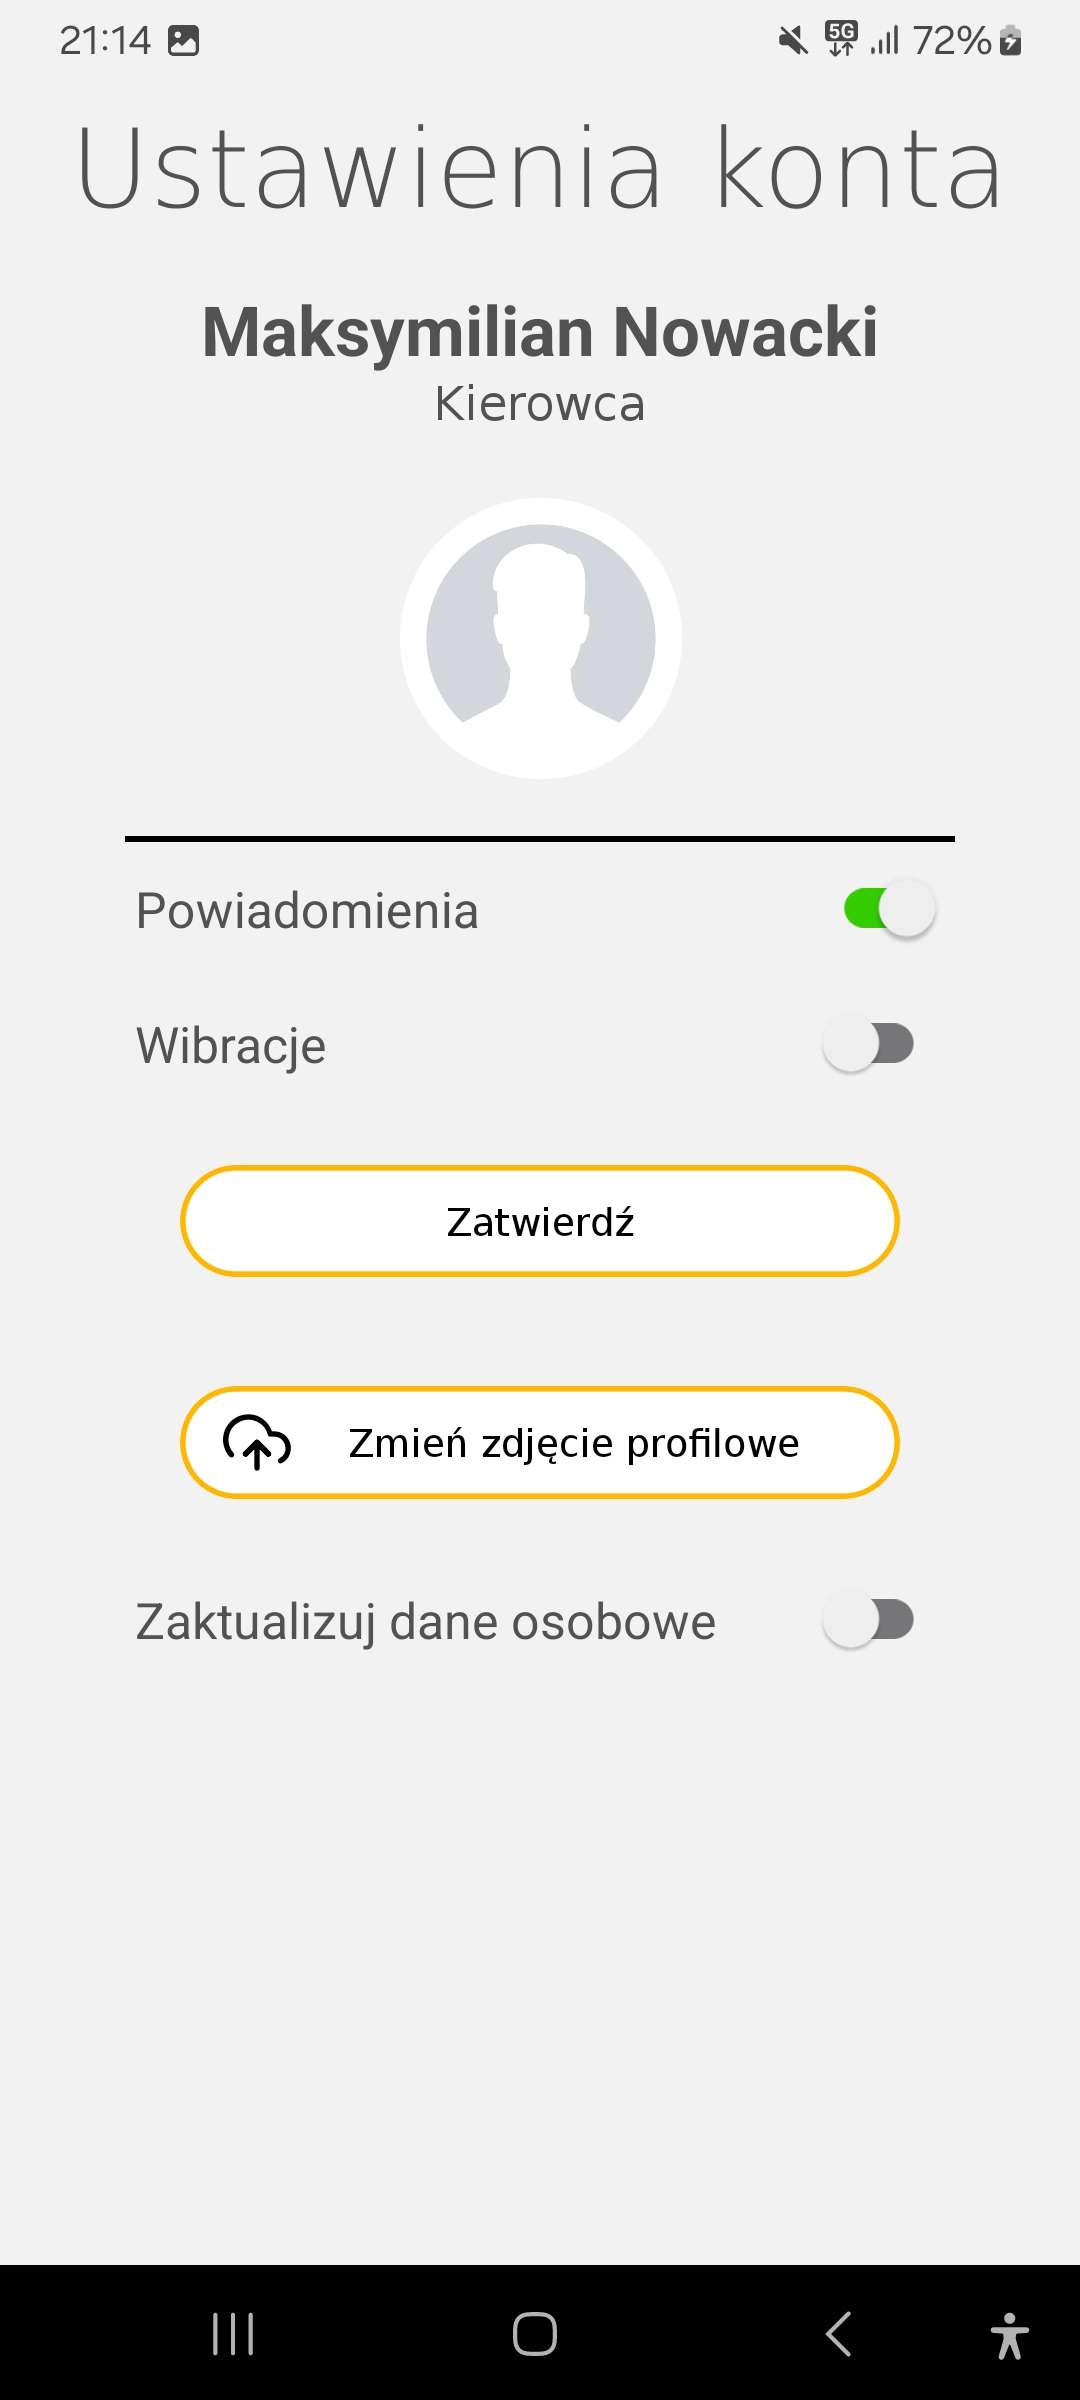 21:14 5G 72%
Ustawienia konta
Maksymilian Nowacki
Kierowca
Powiadomienia
Wibracje
Zatwierdź
Zmień zdjęcie profilowe
Zaktualizuj dane osobowe